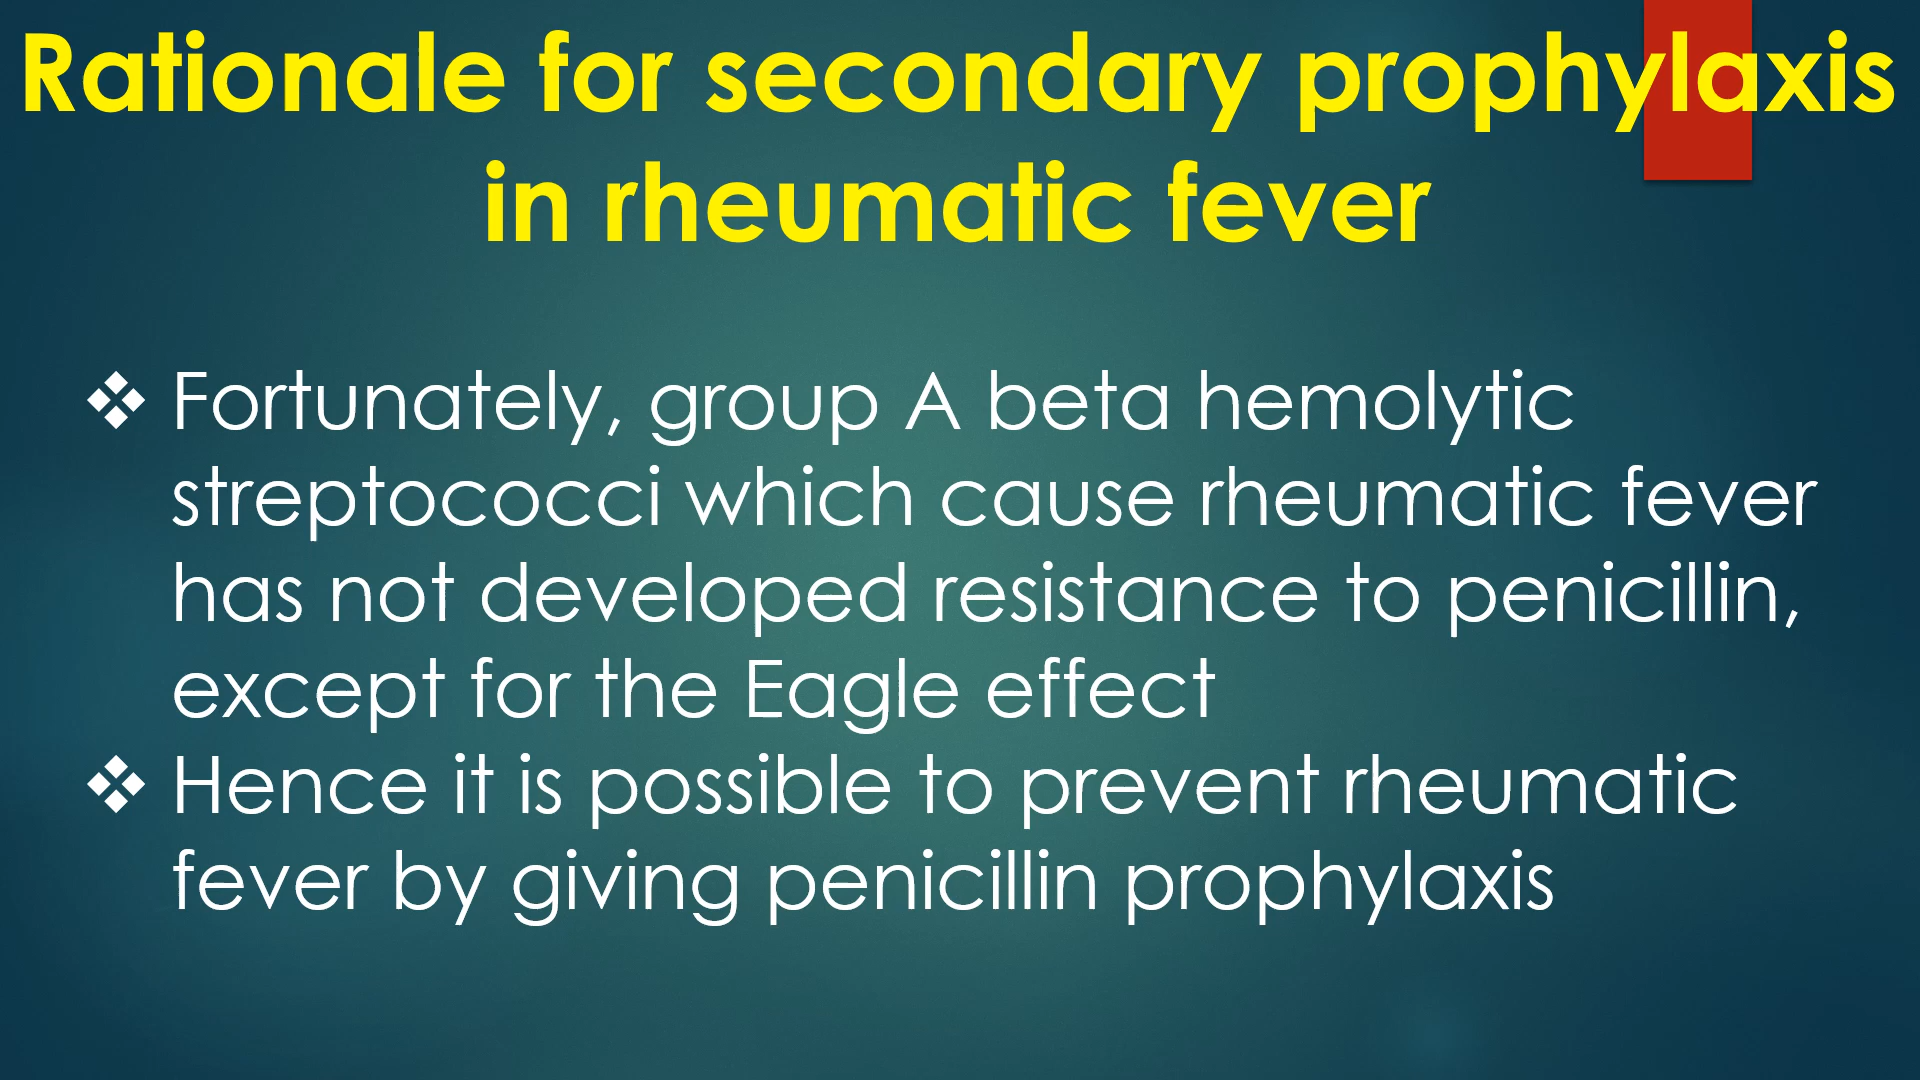 Rationale for secondary prophylaxis
in rheumatic fever
❖ Fortunately, group A beta hemolytic
streptococci which cause rheumatic fever
has not developed resistance to penicillin,
except for the Eagle effect
❖ Hence it is possible to prevent rheumatic
fever by giving penicillin prophylaxis